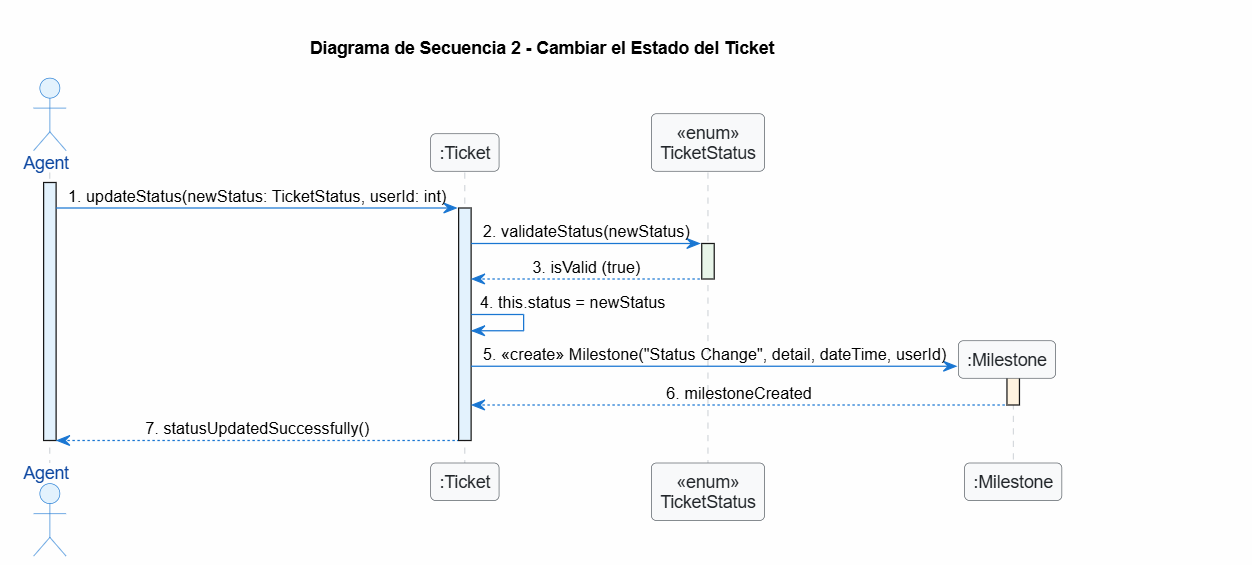 Diagrama de Secuencia 2 - Cambiar el Estado del Ticket
Agent
:Ticket
«enum»
TicketStatus
1. updateStatus(newStatus: TicketStatus, userId: int)
2. validateStatus(newStatus)
3. isValid (true)
4. this.status = newStatus
5. «create» Milestone("Status Change", detail, dateTime, userId)
:Milestone
6. milestoneCreated
7. statusUpdatedSuccessfully()
Agent
:Ticket
«enum»
TicketStatus
:Milestone